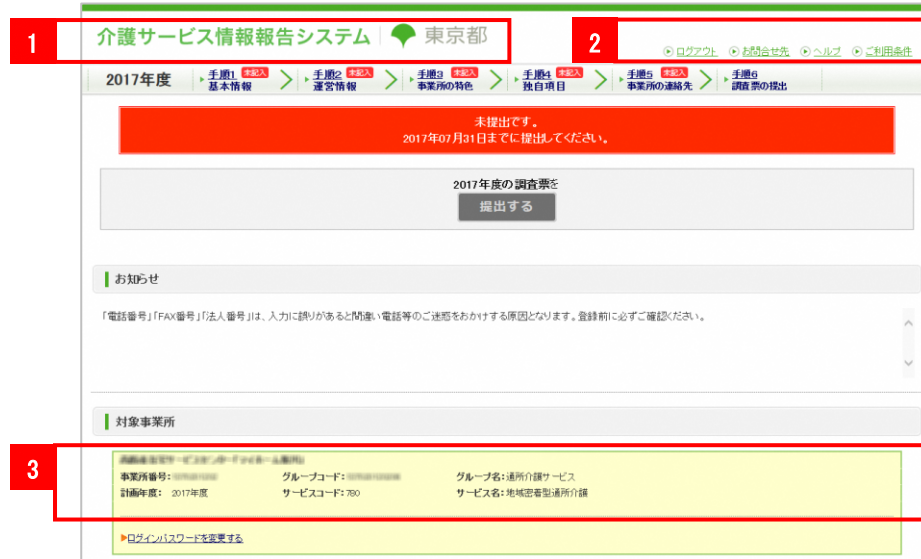 1
介護サービス情報報告システム 東京都
2
ログアウト お問合せ先 ヘルプ ご利用条件
2017年度
手順1 未記入
基本情報
手順2 未記入
運営情報
手順3 未記入
事業所の特色
手順4 未記入
独自項目
手順5 未記入
事業所の連絡先
手順6
調査票の提出
未提出です。
2017年07月31日までに提出してください。
2017年度の調査票を
提出する
お知らせ
「電話番号」「FAX番号」「法人番号」は、入力に誤りがあると間違い電話等のご迷惑をおかけする原因となります。登録前に必ずご確認ください。
対象事業所
3
事業所番号: グループコード: グループ名:通所介護サービス
計画年度: 2017年度 サービスコード:780 サービス名:地域密着型通所介護
ログインパスワードを変更する